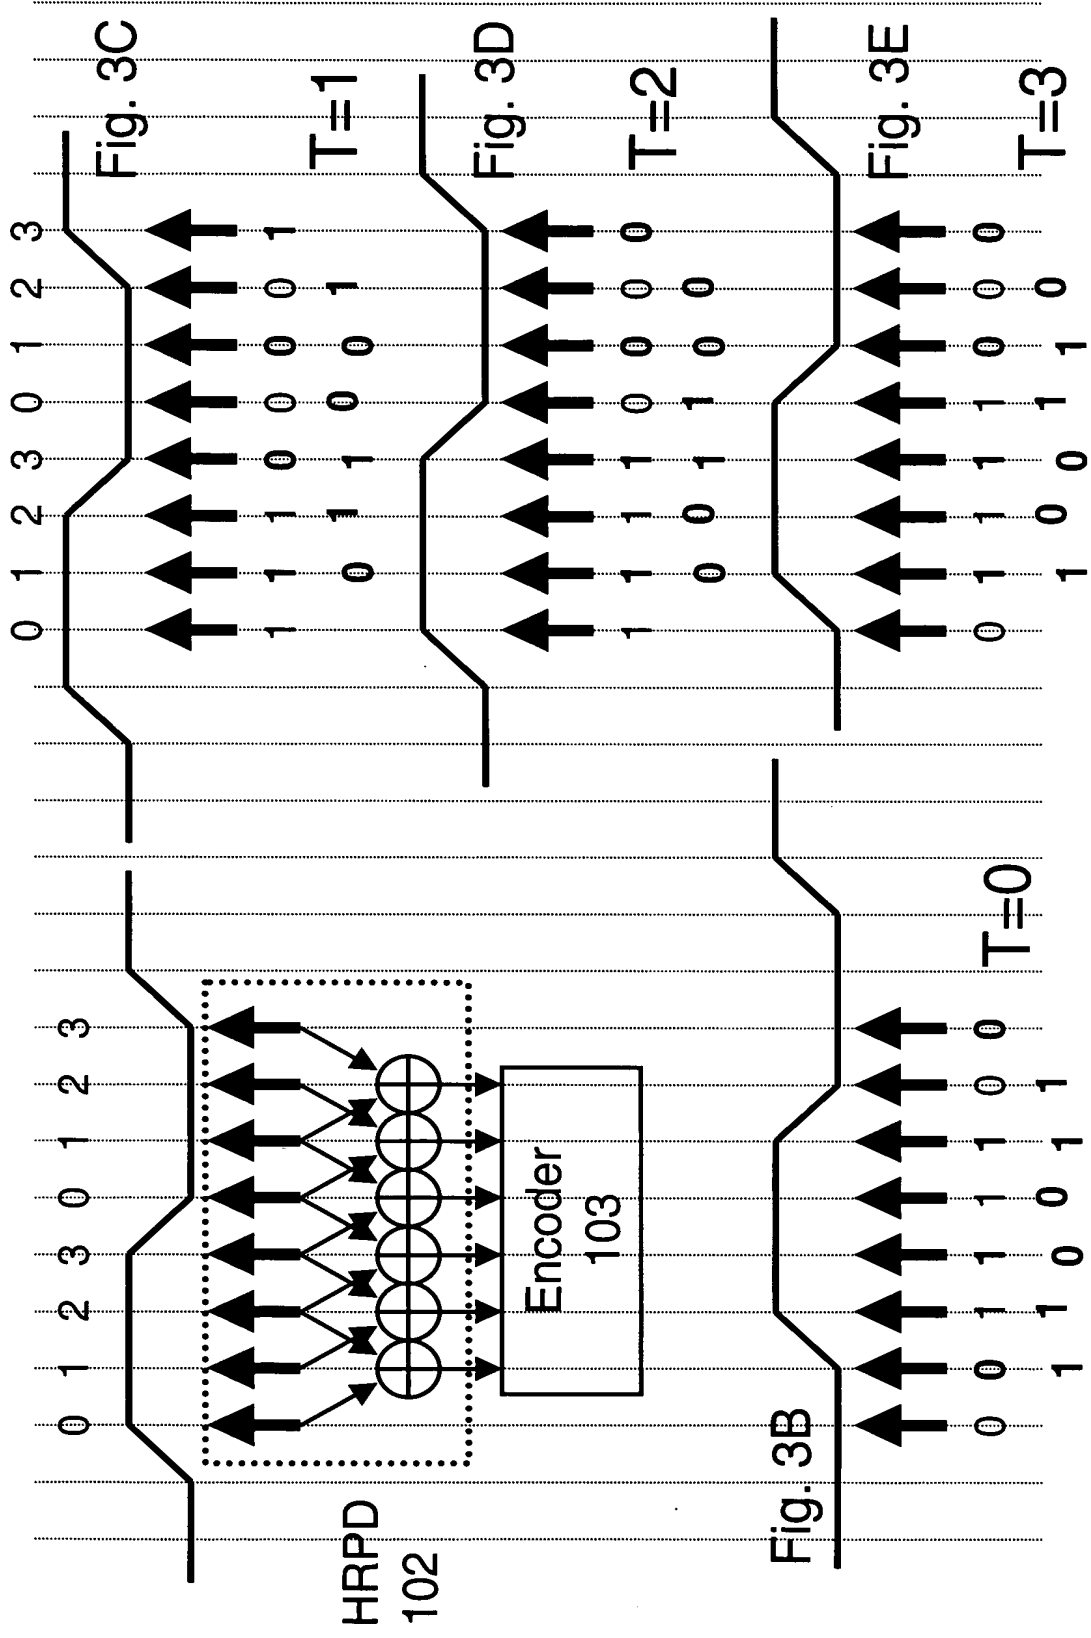 0 1 2 3 0 1 2 3
HRPD
102
Encoder
103
Fig. 3B
0 0 1 1 1 1 0 0
1 1 0 0 1 1
T=0
0 1 2 3 0 1 2 3
Fig. 3C
1 1 1 0 0 0 0 1
0 1 1 0 0 1
T=1
Fig. 3D
1 1 1 1 0 0 0 0
0 0 1 1 0 0
T=2
Fig. 3E
0 1 1 1 1 0 0 0
1 0 0 1 1 0
T=3